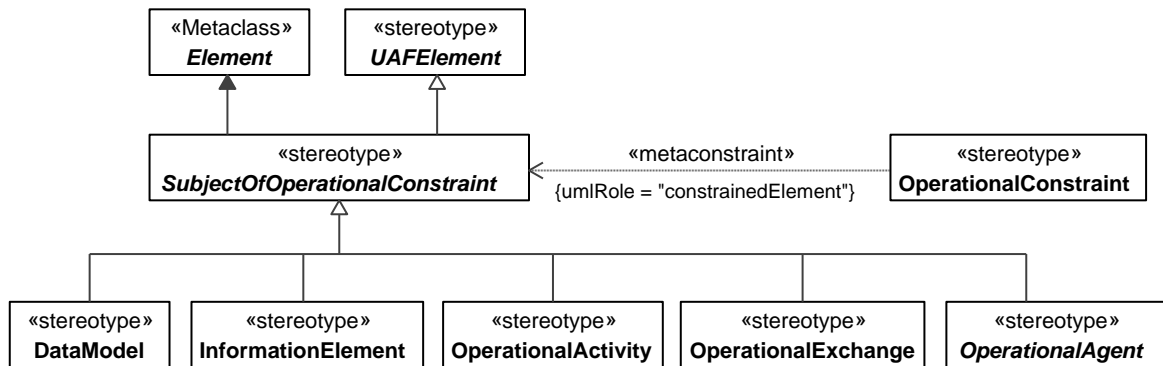 «Metaclass»
Element
«stereotype»
UAFElement
«stereotype»
SubjectOfOperationalConstraint
«metaconstraint»
{umlRole = "constrainedElement"}
«stereotype»
OperationalConstraint
«stereotype»
DataModel
«stereotype»
InformationElement
«stereotype»
OperationalActivity
«stereotype»
OperationalExchange
«stereotype»
OperationalAgent